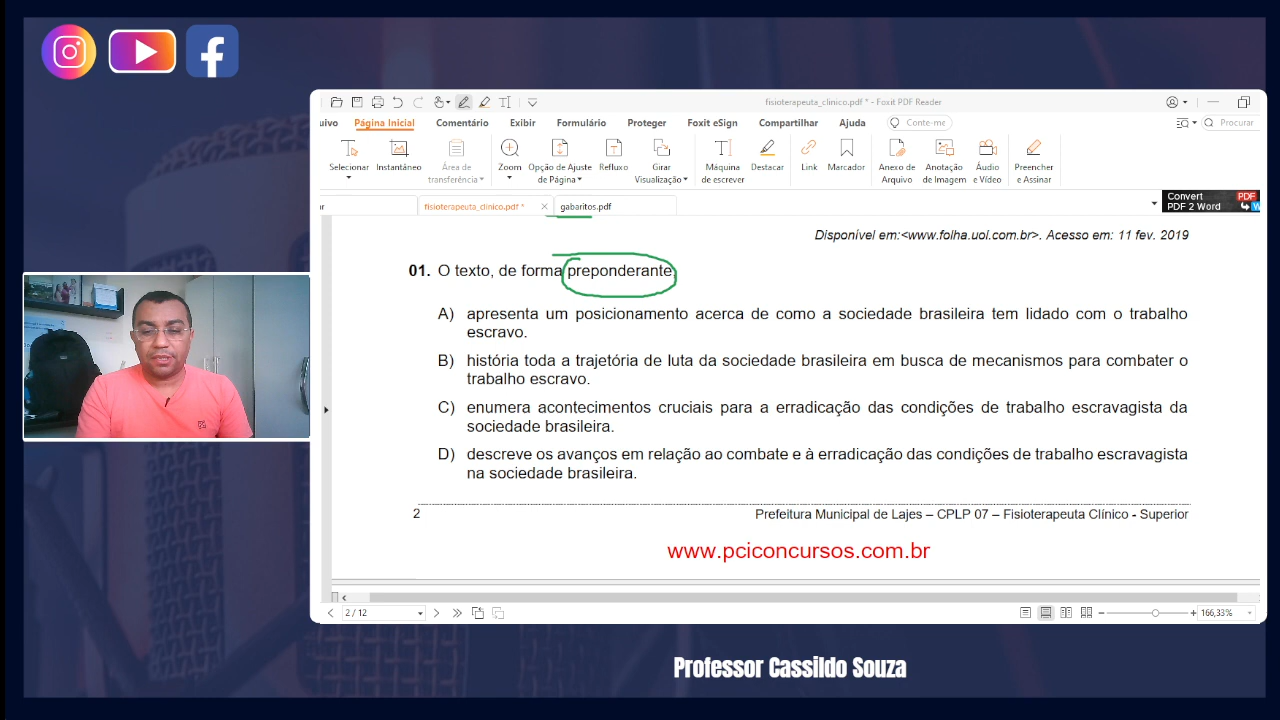 fisioterapeuta_clinico.pdf * - Foxit PDF Reader
uivo Página Inicial Comentário Exibir Formulário Proteger Foxit eSign Compartilhar Ajuda Conte-me Procurar
Selecionar Instantâneo Área de transferência Zoom Opção de Ajuste de Página Refluxo Girar Visualização Máquina de escrever Destacar Link Marcador Anexo de Arquivo Anotação de Imagem Áudio e Vídeo Preencher e Assinar
fisioterapeuta_clinico.pdf * gabaritos.pdf
Convert PDF
PDF 2 Word W
Disponível em:<www.folha.uol.com.br>. Acesso em: 11 fev. 2019
01. O texto, de forma preponderante,
A) apresenta um posicionamento acerca de como a sociedade brasileira tem lidado com o trabalho
escravo.
B) história toda a trajetória de luta da sociedade brasileira em busca de mecanismos para combater o
trabalho escravo.
C) enumera acontecimentos cruciais para a erradicação das condições de trabalho escravagista da
sociedade brasileira.
D) descreve os avanços em relação ao combate e à erradicação das condições de trabalho escravagista
na sociedade brasileira.
2 Prefeitura Municipal de Lajes – CPLP 07 – Fisioterapeuta Clínico - Superior
www.pciconcursos.com.br
2 / 12 166,33%
Professor Cassildo Souza